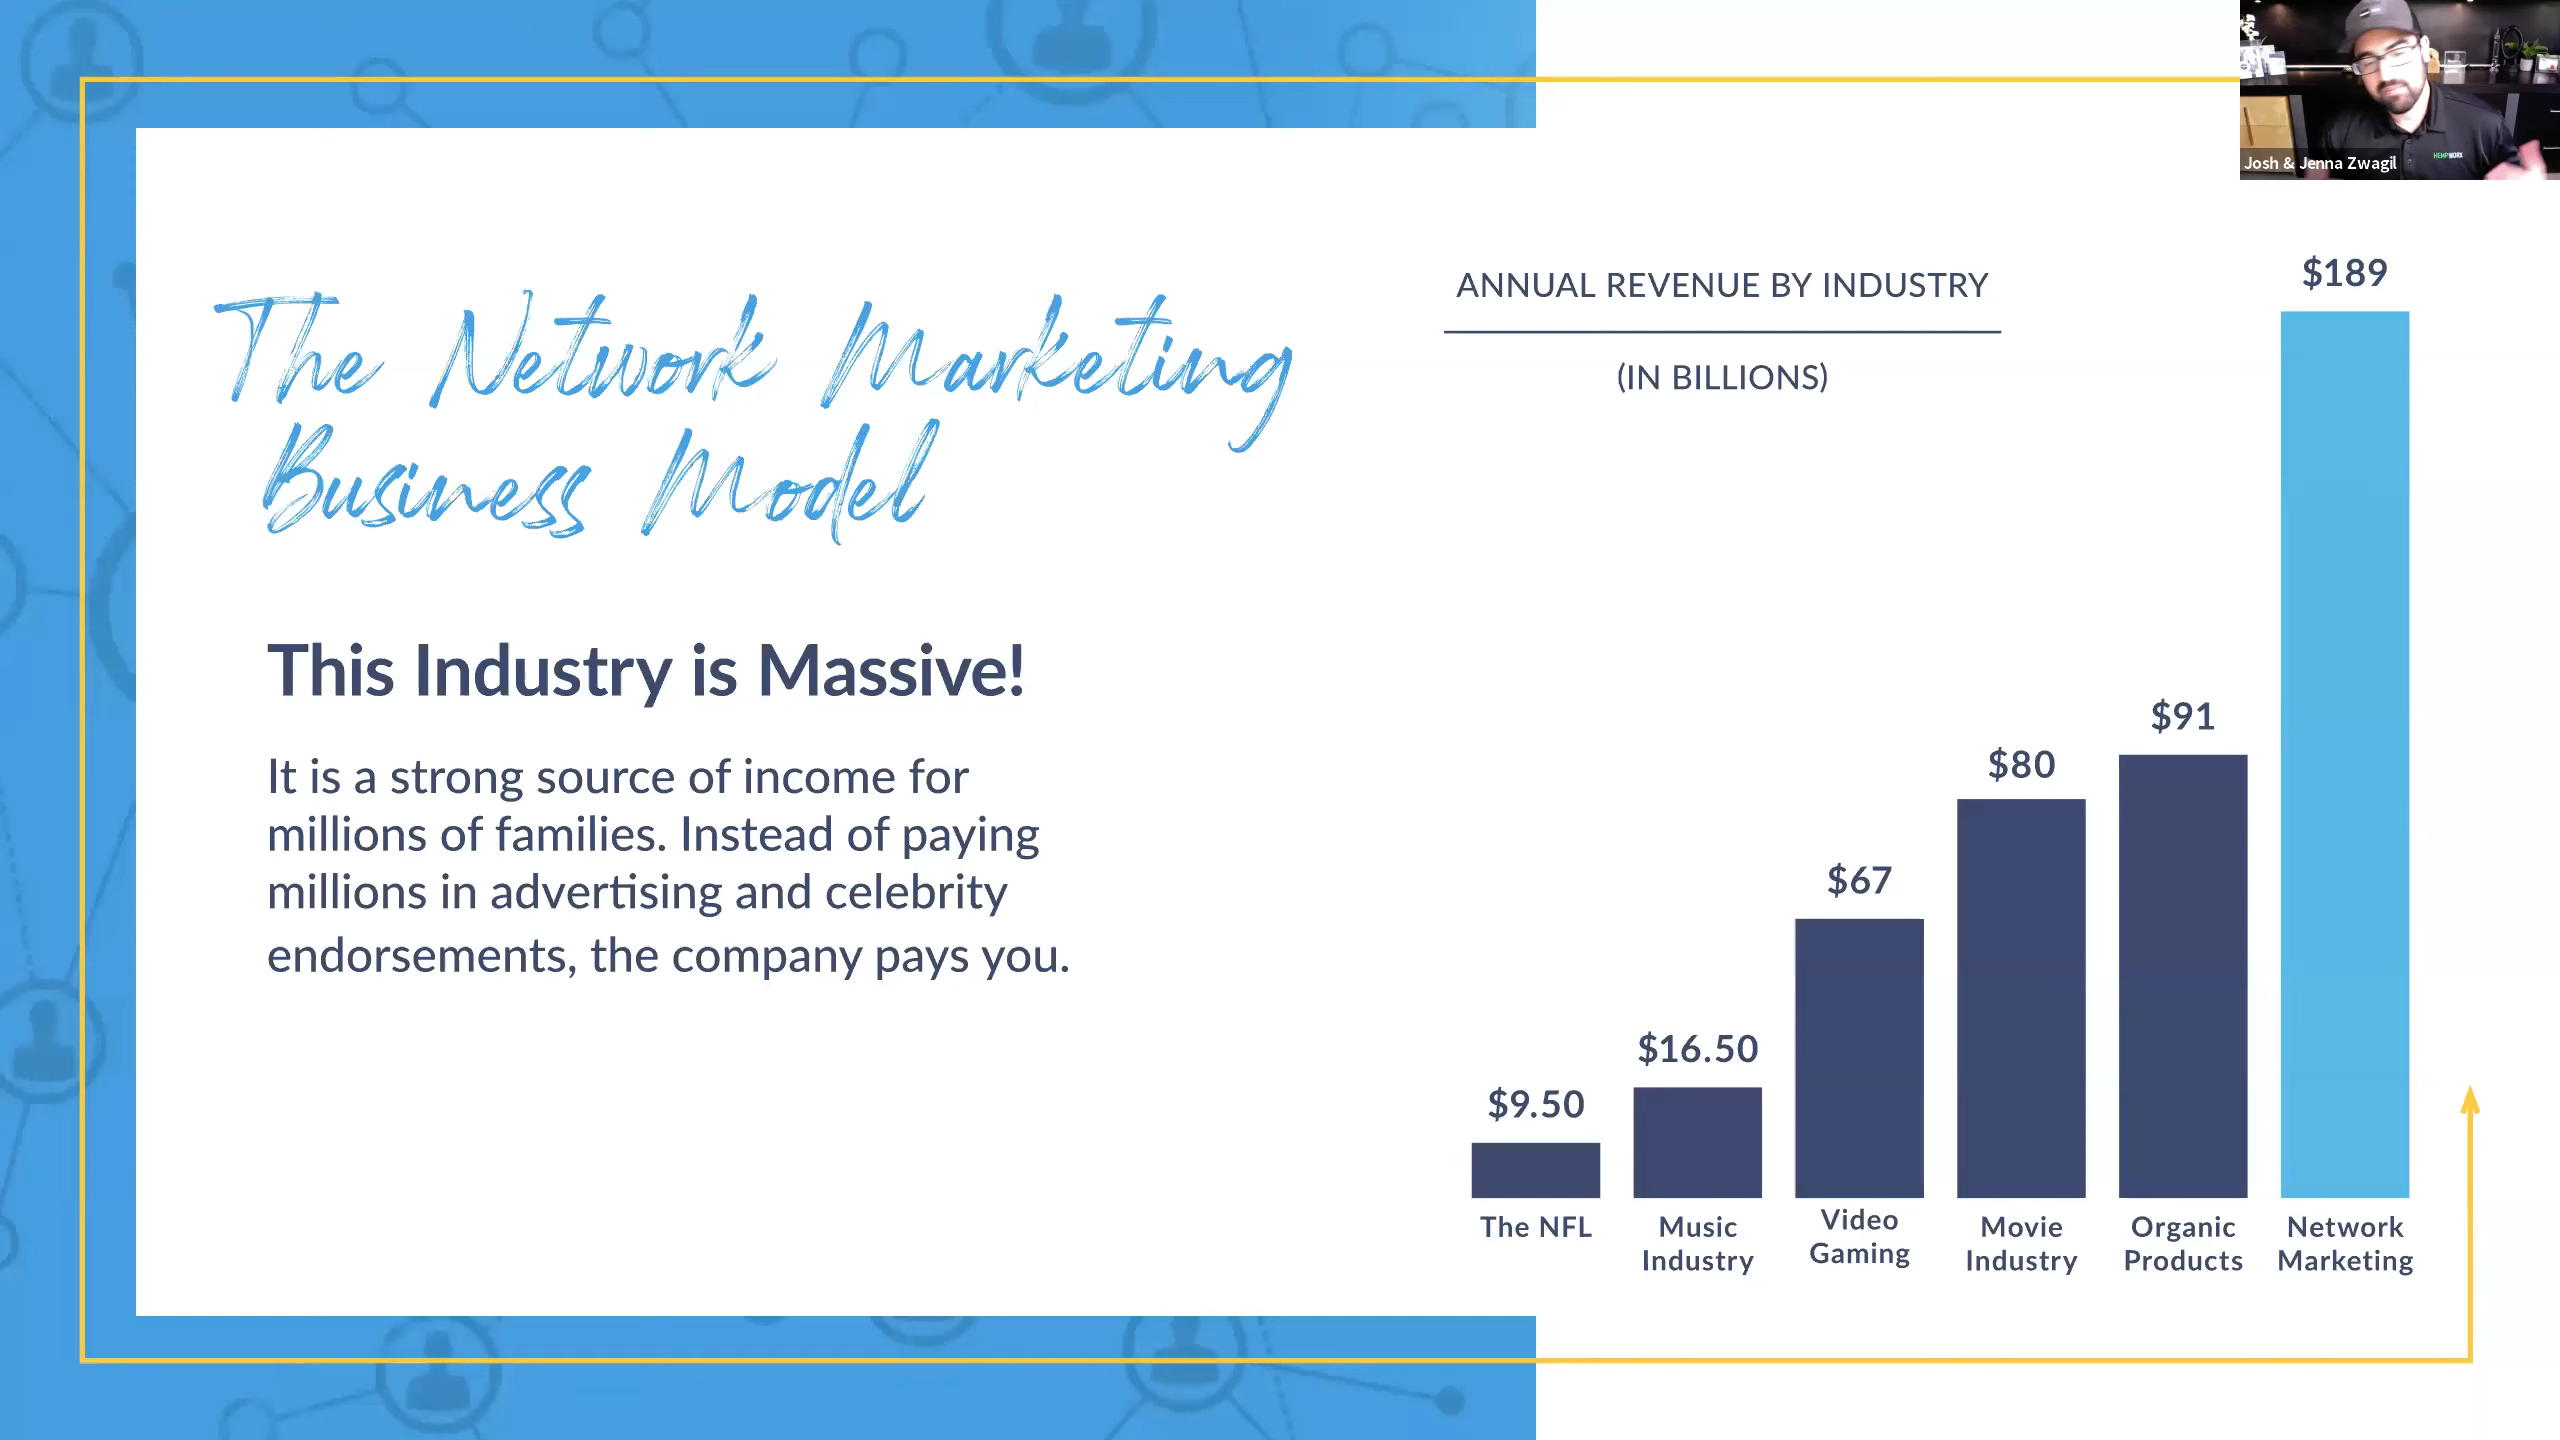 The Network Marketing
Business Model
This Industry is Massive!
It is a strong source of income for
millions of families. Instead of paying
millions in advertising and celebrity
endorsements, the company pays you.
ANNUAL REVENUE BY INDUSTRY
(IN BILLIONS)
$9.50
$16.50
$67
$80
$91
$189
The NFL
Music
Industry
Video
Gaming
Movie
Industry
Organic
Products
Network
Marketing
HEMPWORX
Josh & Jenna Zwagil